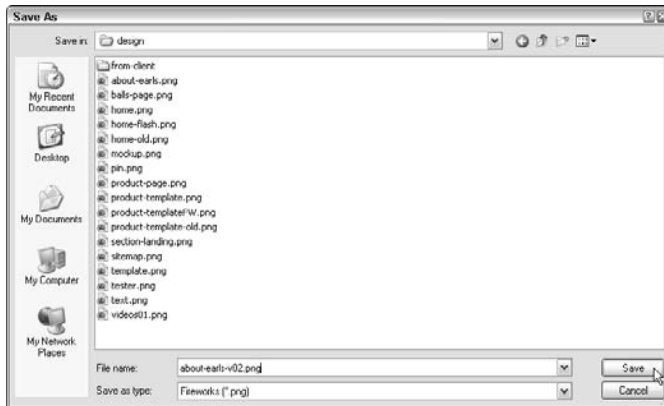 Save As
Save in: design
My Recent
Documents
Desktop
My Documents
My Computer
My Network
Places
from-client
about-earls.png
balls-page.png
home.png
home-flash.png
home-old.png
mockup.png
pin.png
product-page.png
product-template.png
product-templateFW.png
product-template-old.png
section-landing.png
sitemap.png
template.png
tester.png
text.png
videos01.png
File name: about-earls-v02.png Save
Save as type: Fireworks (*.png) Cancel